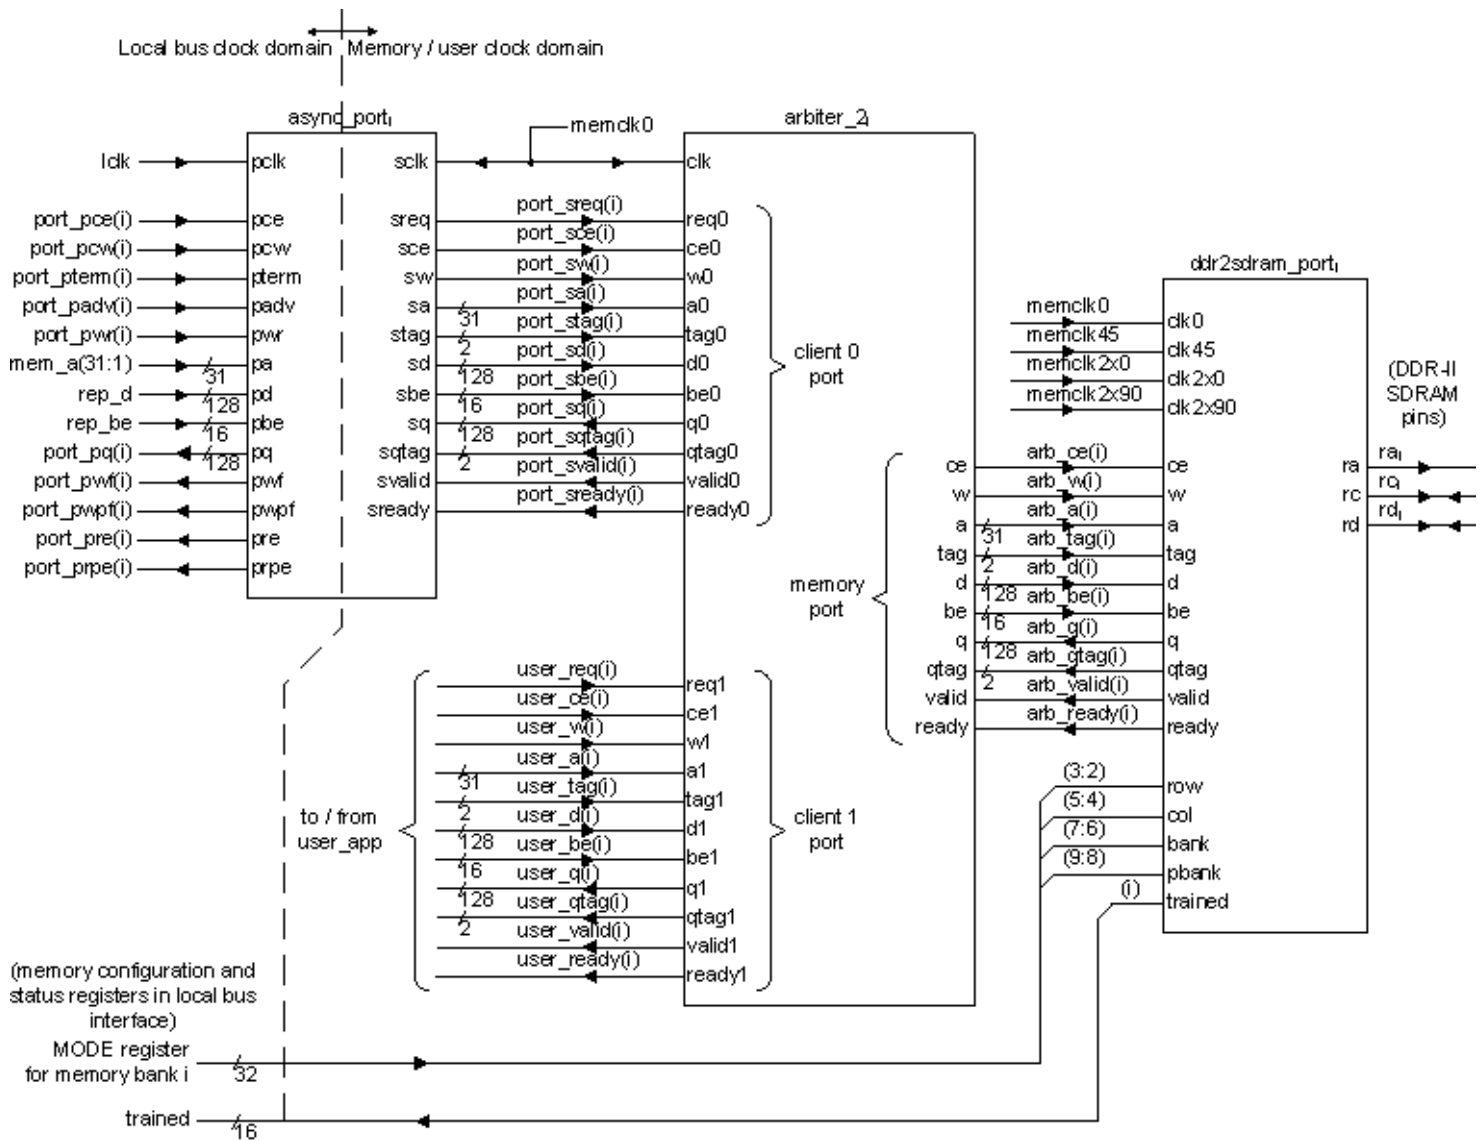 Local bus clock domain
Memory / user clock domain
async_porti
memclk0
arbiter_2i
lclk
pclk
sclk
clk
port_pce(i)
pce
sreq
port_sreq(i)
req0
port_pcw(i)
pcw
sce
port_sce(i)
ce0
port_pterm(i)
pterm
sw
port_sw(i)
w0
port_padv(i)
padv
sa
31
port_sa(i)
a0
port_pwr(i)
pwr
stag
2
port_stag(i)
tag0
mem_a(31:1)
31
pa
sd
128
port_sd(i)
d0
rep_d
128
pd
sbe
16
port_sbe(i)
be0
rep_be
16
pbe
sq
128
port_sq(i)
q0
port_pq(i)
128
pq
sqtag
2
port_sqtag(i)
qtag0
port_pwf(i)
pwf
svalid
port_svalid(i)
valid0
port_pwpf(i)
pwpf
sready
port_sready(i)
ready0
port_pre(i)
pre
port_prpe(i)
prpe
client 0
port
ddr2sdram_porti
memclk0
clk0
memclk45
clk45
memclk2x0
clk2x0
memclk2x90
clk2x90
(DDR-II
SDRAM
pins)
memory
port
ce
arb_ce(i)
ce
ra
rai
w
arb_w(i)
w
rc
rci
a
31
arb_a(i)
a
rd
rdi
tag
2
arb_tag(i)
tag
d
128
arb_d(i)
d
be
16
arb_be(i)
be
q
128
arb_q(i)
q
qtag
2
arb_qtag(i)
qtag
valid
arb_valid(i)
valid
ready
arb_ready(i)
ready
to / from
user_app
user_req(i)
req1
user_ce(i)
ce1
user_w(i)
w1
31
user_a(i)
a1
2
user_tag(i)
tag1
128
user_d(i)
d1
16
user_be(i)
be1
128
user_q(i)
q1
2
user_qtag(i)
qtag1
user_valid(i)
valid1
user_ready(i)
ready1
client 1
port
(3:2)
row
(5:4)
col
(7:6)
bank
(9:8)
pbank
(i)
trained
(memory configuration and
status registers in local bus
interface)
MODE register
for memory bank i
32
trained
16